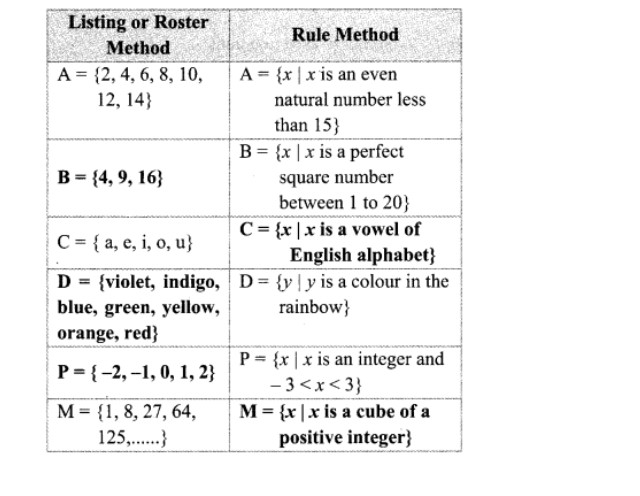 Listing or Roster
Method
Rule Method
A = {2, 4, 6, 8, 10,
12, 14}
A = {x | x is an even
natural number less
than 15}
B = {4, 9, 16}
B = {x | x is a perfect
square number
between 1 to 20}
C = { a, e, i, o, u}
C = {x | x is a vowel of
English alphabet}
D = {violet, indigo,
blue, green, yellow,
orange, red}
D = {y | y is a colour in the
rainbow}
P = { –2, –1, 0, 1, 2}
P = {x | x is an integer and
– 3 < x < 3}
M = {1, 8, 27, 64,
125,......}
M = {x | x is a cube of a
positive integer}